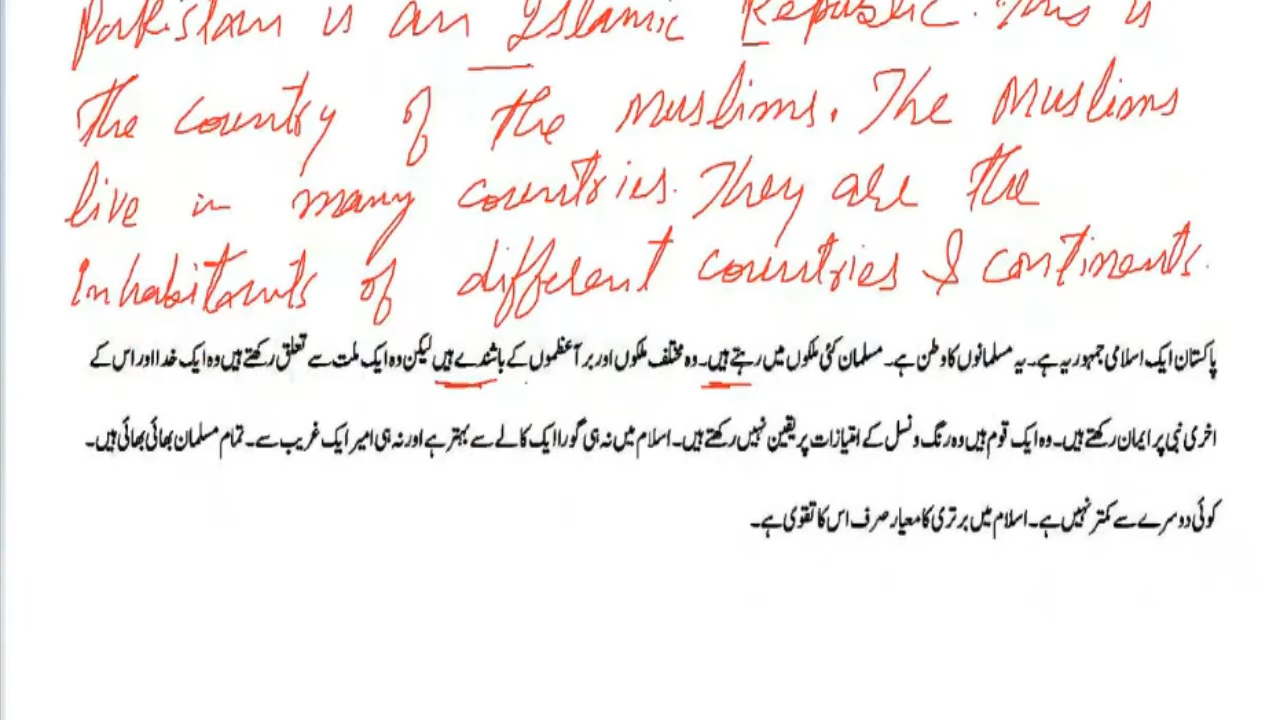 Pakistan is an Islamic Republic. This is
the country of the Muslims. The Muslims
live in many countries. They are the
Inhabitants of different countries & continents.
پاکستان ایک اسلامی جمہوریہ ہے۔ یہ مسلمانوں کا وطن ہے۔ مسلمان کئی ملکوں میں رہتے ہیں۔ وہ مختلف ملکوں اور بر آعظموں کے باشندے ہیں لیکن وہ ایک ملت سے تعلق رکھتے ہیں وہ ایک خدا اور اس کے
اخری نبی پر ایمان رکھتے ہیں۔ وہ ایک قوم ہیں وہ رنگ و نسل کے امتیازات پر یقین نہیں رکھتے ہیں۔ اسلام میں نہ ہی گورا ایک کالے سے بہتر ہے اور نہ ہی امیر ایک غریب سے۔ تمام مسلمان بھائی بھائی ہیں۔
کوئی دوسرے سے کمتر نہیں ہے۔ اسلام میں برتری کا معیار صرف اس کا تقوی ہے۔